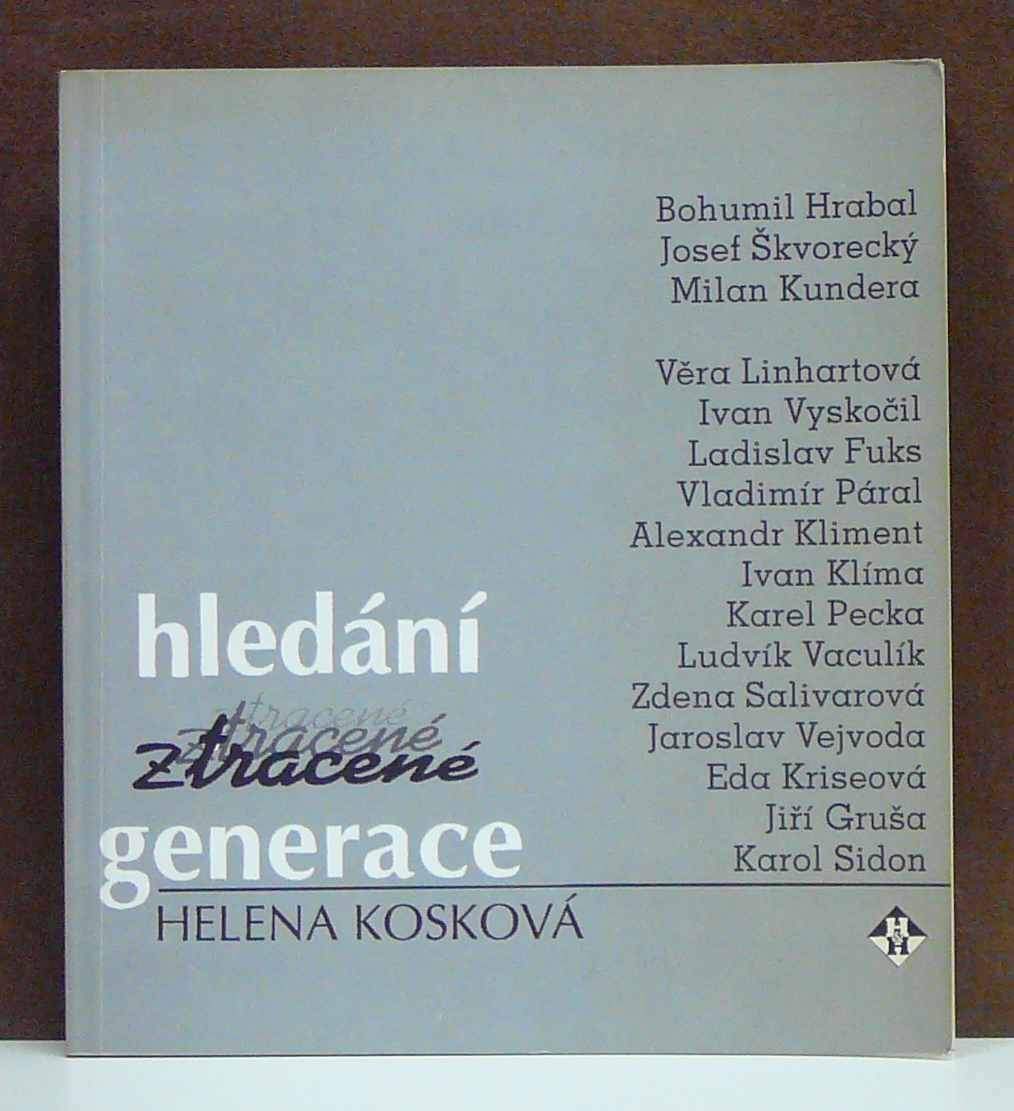 Bohumil Hrabal
Josef Škvorecký
Milan Kundera
Věra Linhartová
Ivan Vyskočil
Ladislav Fuks
Vladimír Páral
Alexandr Kliment
Ivan Klíma
Karel Pecka
Ludvík Vaculík
Zdena Salivarová
Jaroslav Vejvoda
Eda Kriseová
Jiří Gruša
Karol Sidon
hledání
ztracené
ztracené
ztracené
generace
HELENA KOSKOVÁ
H&H